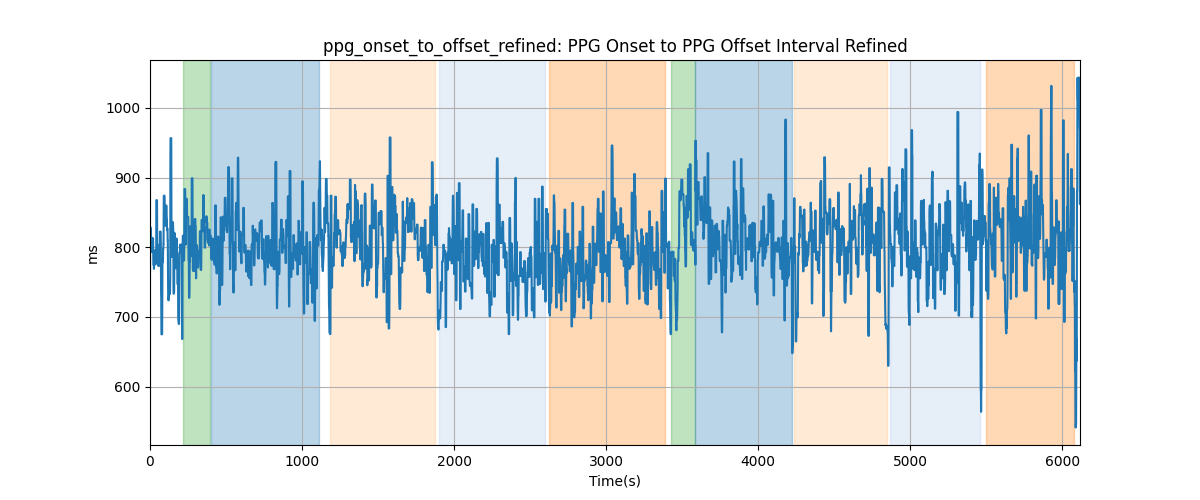 ppg_onset_to_offset_refined: PPG Onset to PPG Offset Interval Refined
ms
1000
900
800
700
600
0 1000 2000 3000 4000 5000 6000
Time(s)